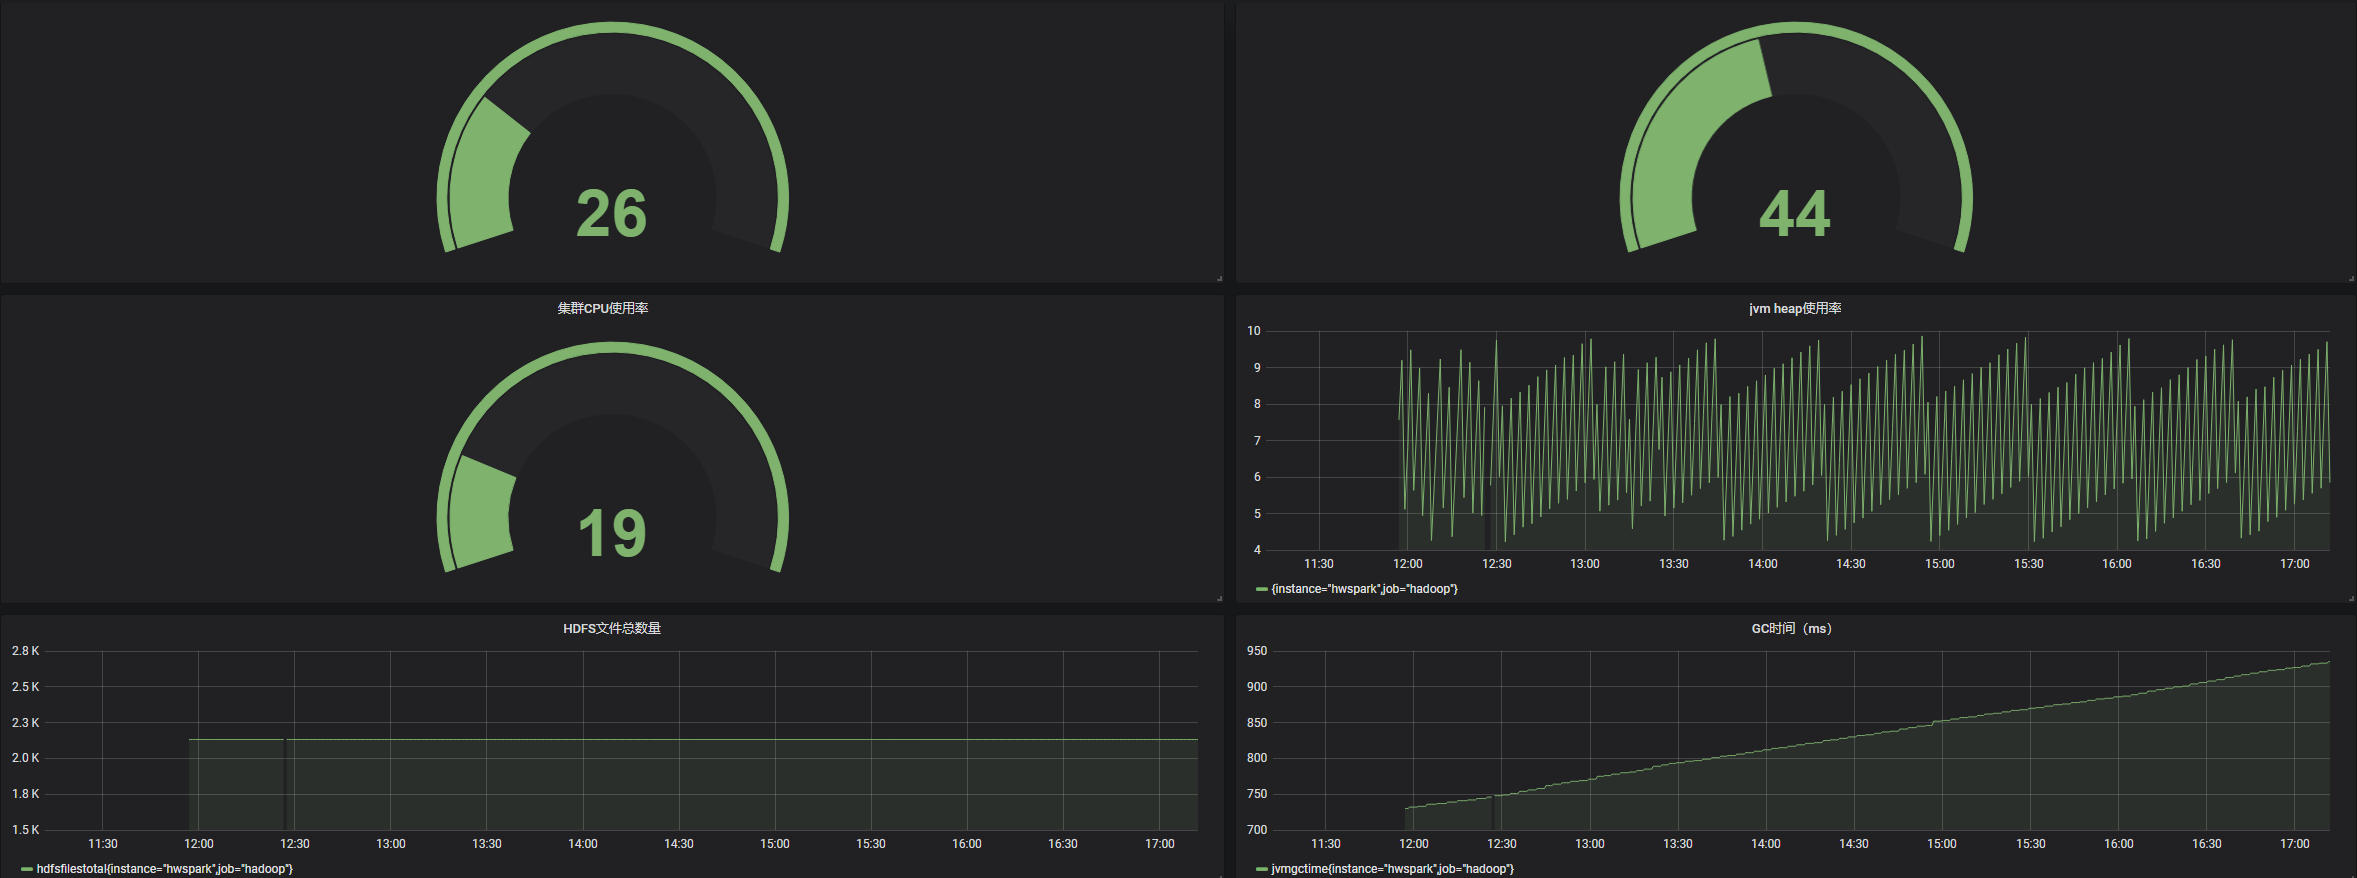 26
44
集群CPU使用率
19
jvm heap使用率
10
9
8
7
6
5
4
11:30 12:00 12:30 13:00 13:30 14:00 14:30 15:00 15:30 16:00 16:30 17:00
{instance="hwspark",job="hadoop"}
HDFS文件总数量
2.8 K
2.5 K
2.3 K
2.0 K
1.8 K
1.5 K
11:30 12:00 12:30 13:00 13:30 14:00 14:30 15:00 15:30 16:00 16:30 17:00
hdfsfilestotal{instance="hwspark",job="hadoop"}
GC时间（ms）
950
900
850
800
750
700
11:30 12:00 12:30 13:00 13:30 14:00 14:30 15:00 15:30 16:00 16:30 17:00
jvmgctime{instance="hwspark",job="hadoop"}